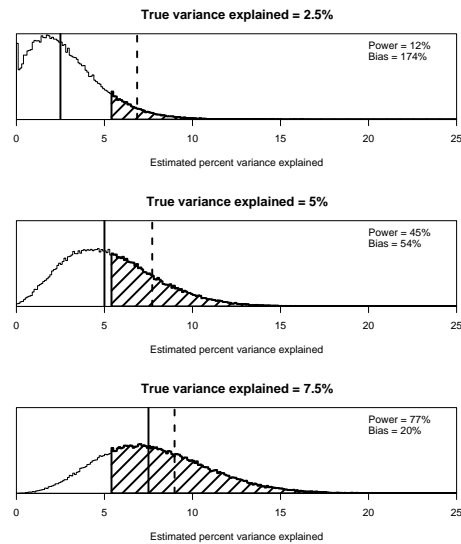 True variance explained = 2.5%
Power = 12%
Bias = 174%
0 5 10 15 20 25
Estimated percent variance explained
True variance explained = 5%
Power = 45%
Bias = 54%
0 5 10 15 20 25
Estimated percent variance explained
True variance explained = 7.5%
Power = 77%
Bias = 20%
0 5 10 15 20 25
Estimated percent variance explained